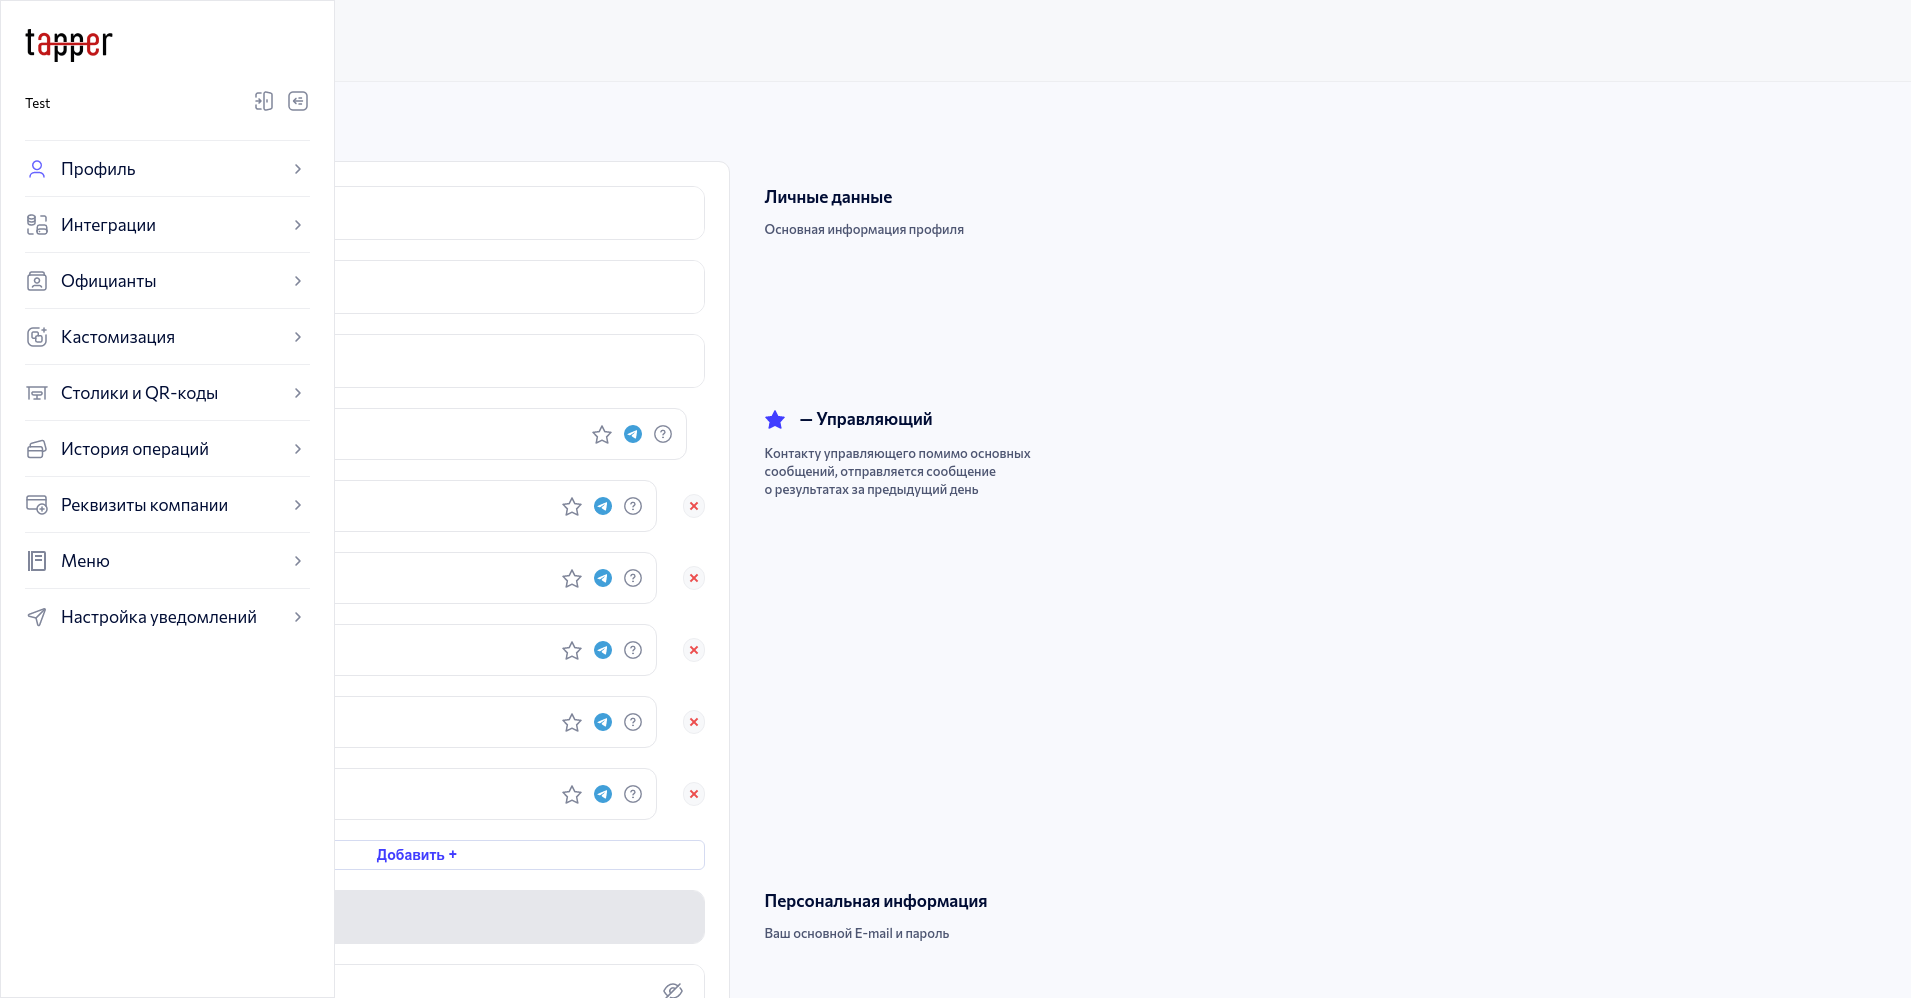 tapper
Test
Профиль
Интеграции
Официанты
Кастомизация
Столики и QR-коды
История операций
Реквизиты компании
Меню
Настройка уведомлений
Добавить +
Личные данные
Основная информация профиля
— Управляющий
Контакту управляющего помимо основных
сообщений, отправляется сообщение
о результатах за предыдущий день
Персональная информация
Ваш основной E-mail и пароль